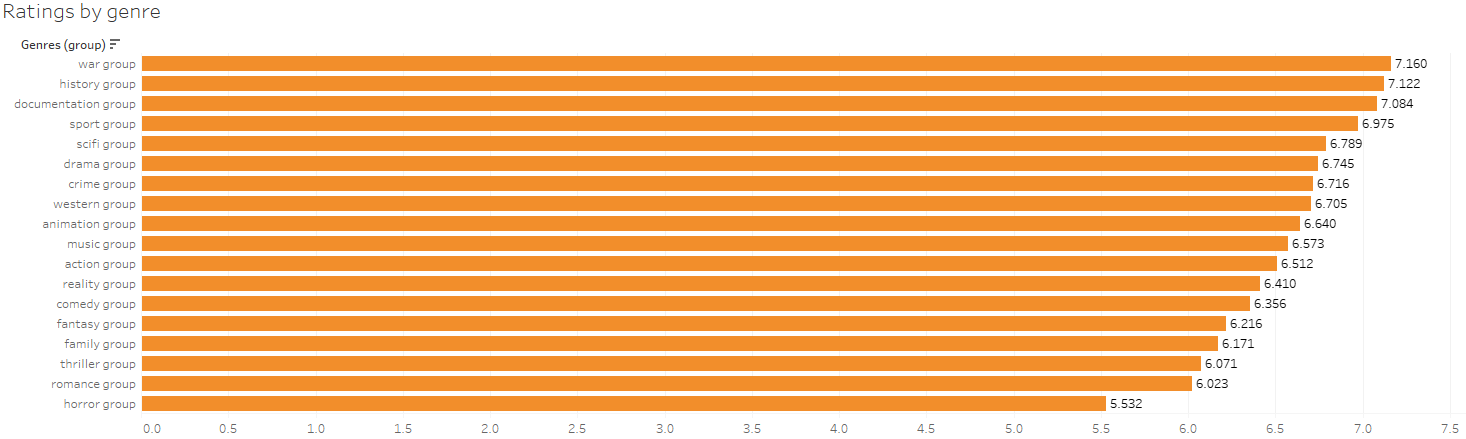 Ratings by genre
Genres (group)
war group 7.160
history group 7.122
documentation group 7.084
sport group 6.975
scifi group 6.789
drama group 6.745
crime group 6.716
western group 6.705
animation group 6.640
music group 6.573
action group 6.512
reality group 6.410
comedy group 6.356
fantasy group 6.216
family group 6.171
thriller group 6.071
romance group 6.023
horror group 5.532
0.0 0.5 1.0 1.5 2.0 2.5 3.0 3.5 4.0 4.5 5.0 5.5 6.0 6.5 7.0 7.5